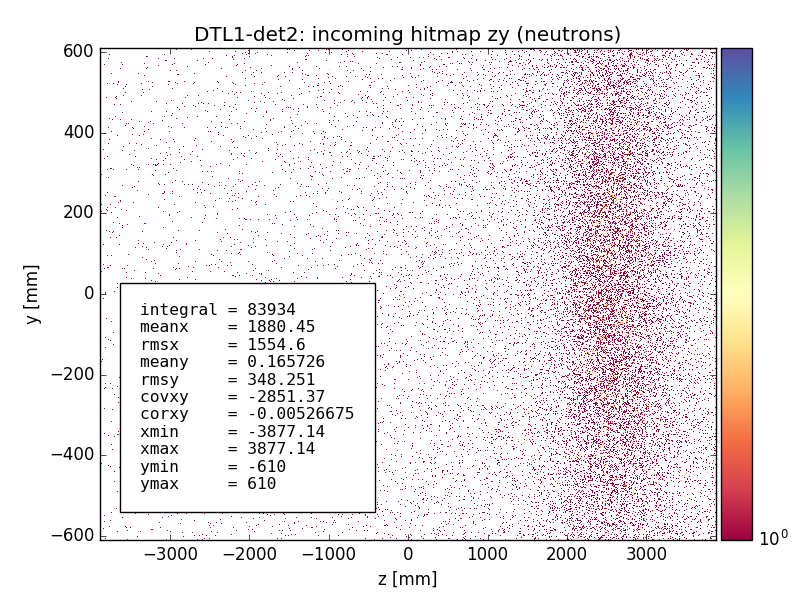 DTL1-det2: incoming hitmap zy (neutrons)
600
400
200
0
−200
−400
−600
y [mm]
integral = 83934
meanx = 1880.45
rmsx = 1554.6
meany = 0.165726
rmsy = 348.251
covxy = -2851.37
corxy = -0.00526675
xmin = -3877.14
xmax = 3877.14
ymin = -610
ymax = 610
−3000 −2000 −1000 0 1000 2000 3000
z [mm]
10⁰